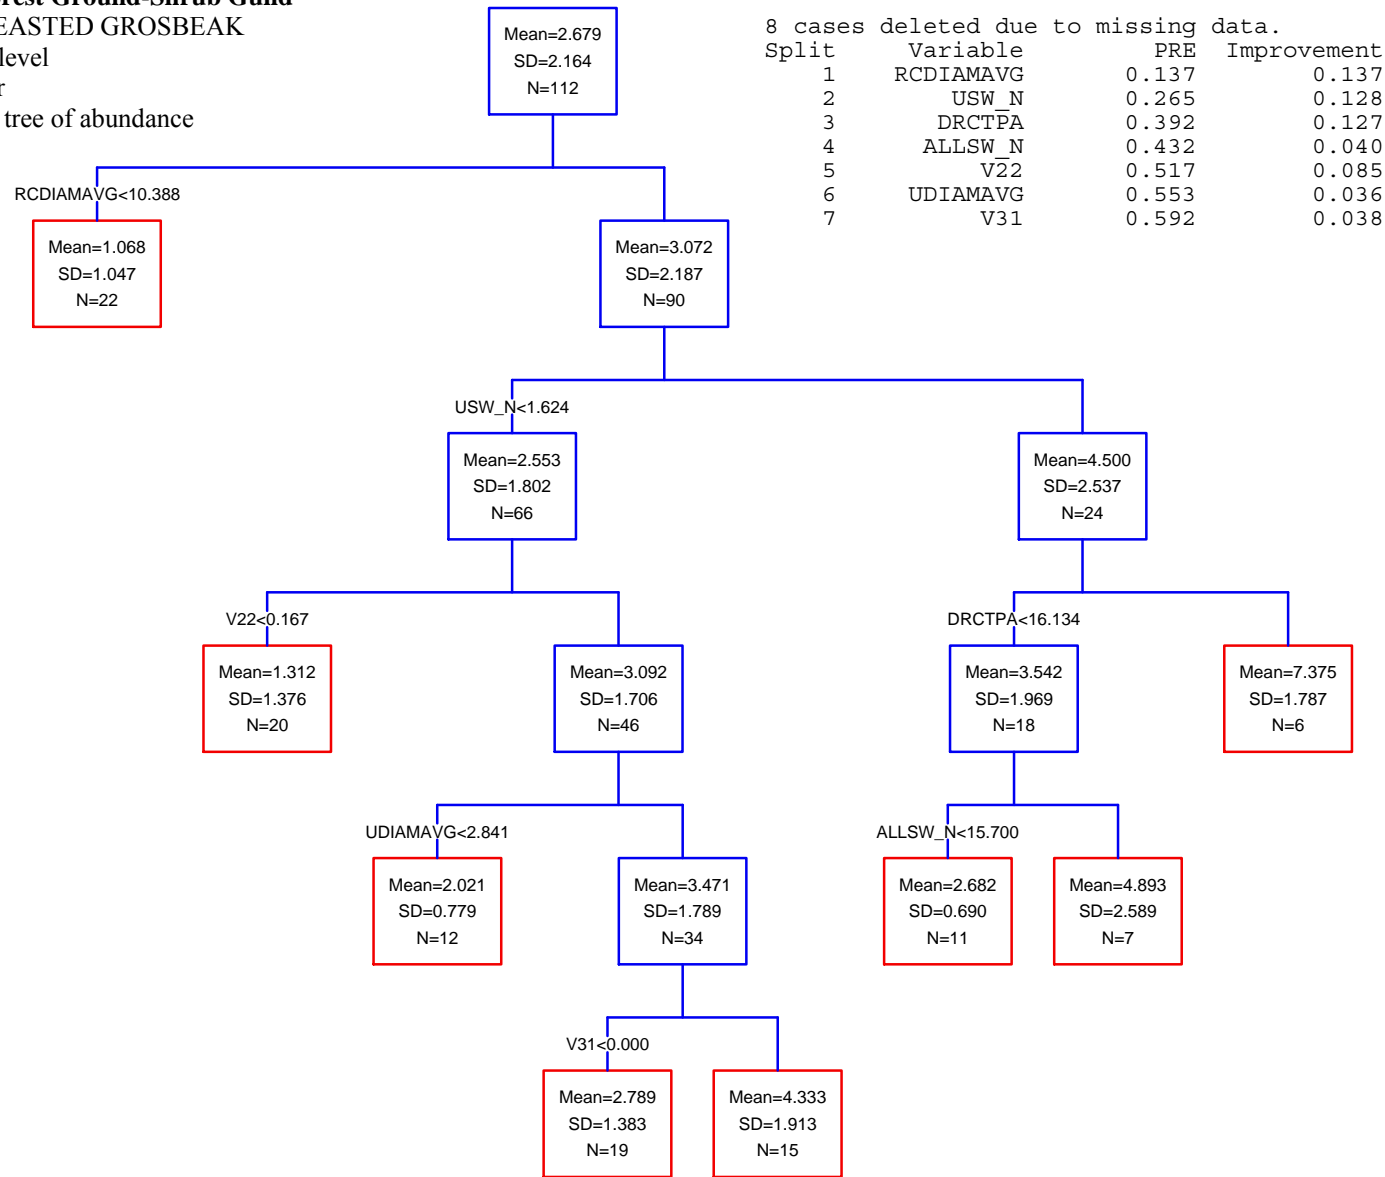 EASTED GROSBEAK
level
tree of abundance
8 cases deleted due to missing data.
Split Variable PRE Improvement
1 RCDIAMAVG 0.137 0.137
2 USW_N 0.265 0.128
3 DRCTPA 0.392 0.127
4 ALLSW_N 0.432 0.040
5 V22 0.517 0.085
6 UDIAMAVG 0.553 0.036
7 V31 0.592 0.038
Mean=2.679
SD=2.164
N=112
RCDIAMAVG<10.388
Mean=1.068
SD=1.047
N=22
Mean=3.072
SD=2.187
N=90
USW_N<1.624
Mean=2.553
SD=1.802
N=66
Mean=4.500
SD=2.537
N=24
V22<0.167
Mean=1.312
SD=1.376
N=20
Mean=3.092
SD=1.706
N=46
DRCTPA<16.134
Mean=3.542
SD=1.969
N=18
Mean=7.375
SD=1.787
N=6
UDIAMAVG<2.841
Mean=2.021
SD=0.779
N=12
Mean=3.471
SD=1.789
N=34
ALLSW_N<15.700
Mean=2.682
SD=0.690
N=11
Mean=4.893
SD=2.589
N=7
V31<0.000
Mean=2.789
SD=1.383
N=19
Mean=4.333
SD=1.913
N=15